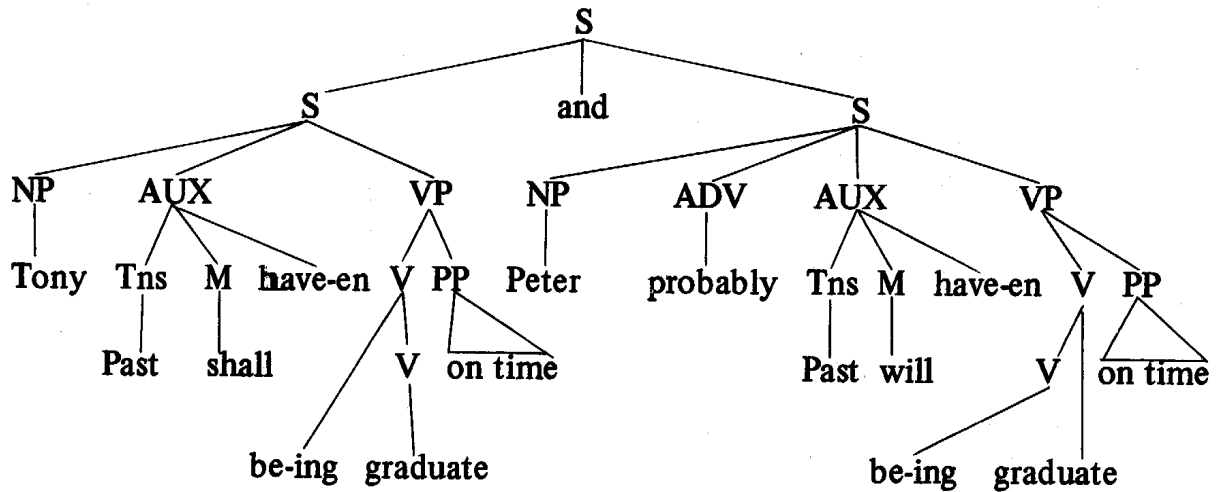 S
S and S
NP AUX VP NP ADV AUX VP
Tony Tns M have-en V PP Peter probably Tns M have-en V PP
Past shall V on time Past will V on time
be-ing graduate be-ing graduate